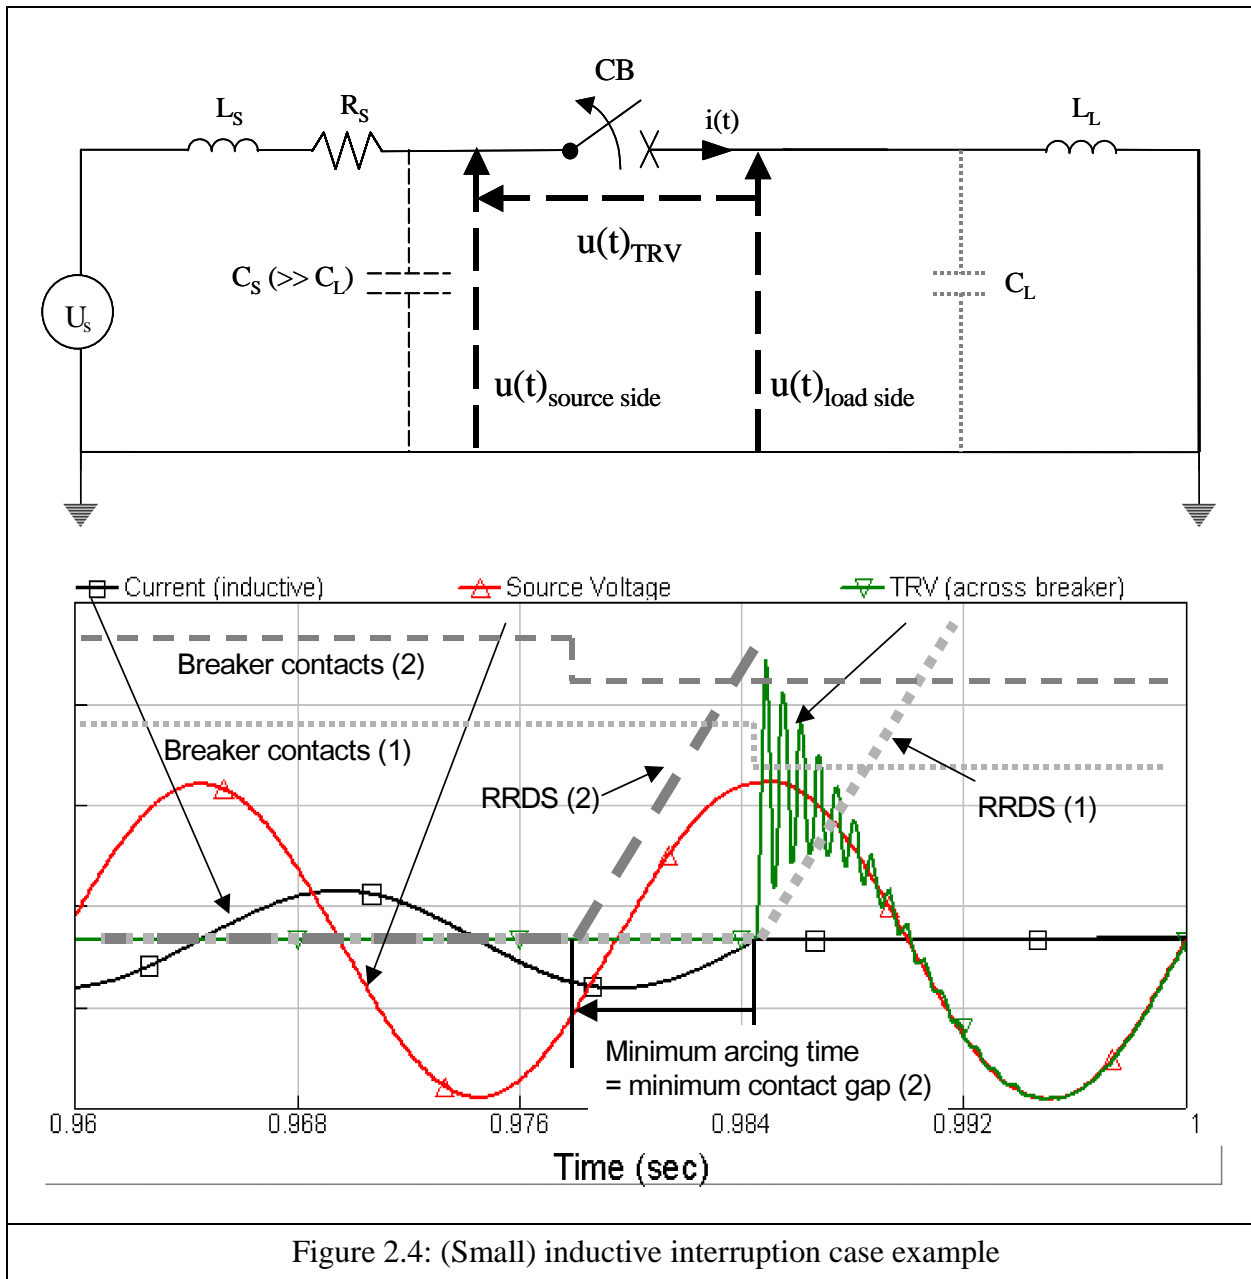 CB
L_S
R_S
i(t)
L_L
u(t)_TRV
C_S (>> C_L)
C_L
U_s
u(t)_source side
u(t)_load side
Current (inductive)
Source Voltage
TRV (across breaker)
Breaker contacts (2)
Breaker contacts (1)
RRDS (2)
RRDS (1)
Minimum arcing time
= minimum contact gap (2)
0.96
0.968
0.976
0.984
0.992
1
Time (sec)
Figure 2.4: (Small) inductive interruption case example